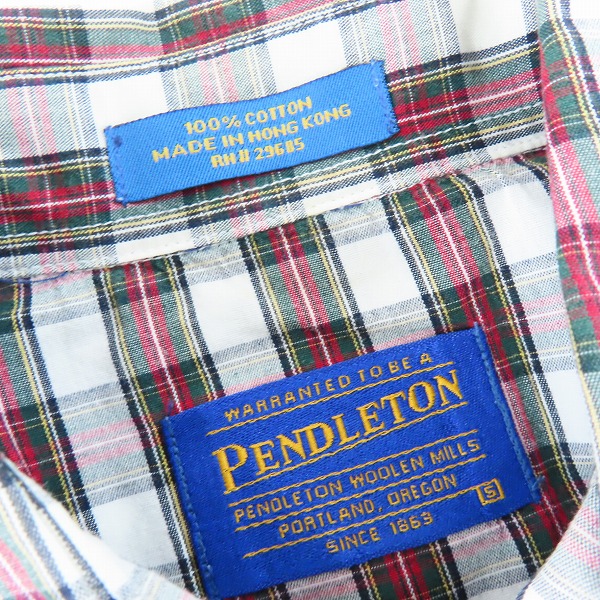 100% COTTON
MADE IN HONG KONG
RN# 29685
WARRANTED TO BE A
PENDLETON
PENDLETON WOOLEN MILLS
PORTLAND, OREGON
SINCE 1863
S